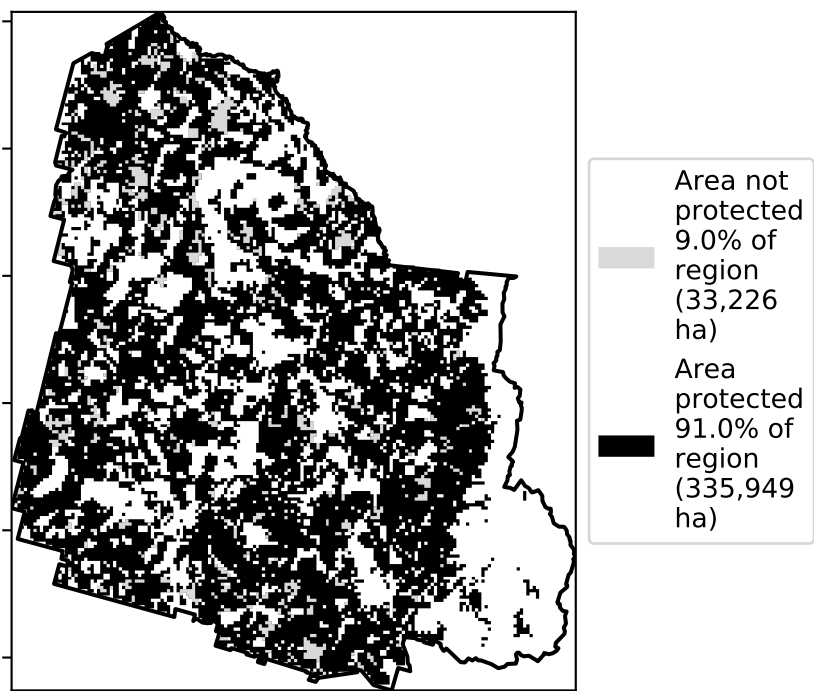 Area not
protected
9.0% of
region
(33,226
ha)
Area
protected
91.0% of
region
(335,949
ha)